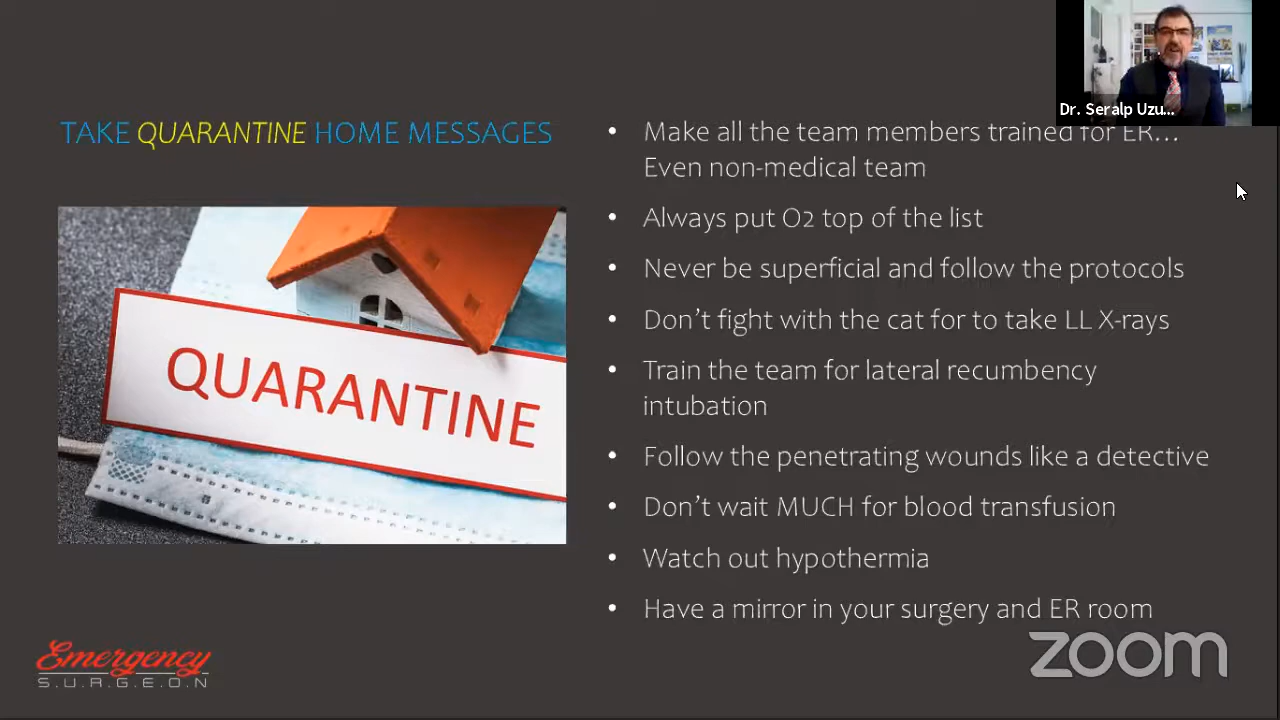 Dr. Seralp Uzu...
TAKE QUARANTINE HOME MESSAGES
QUARANTINE
• Make all the team members trained for ER...
Even non-medical team
• Always put O2 top of the list
• Never be superficial and follow the protocols
• Don't fight with the cat for to take LL X-rays
• Train the team for lateral recumbency
intubation
• Follow the penetrating wounds like a detective
• Don't wait MUCH for blood transfusion
• Watch out hypothermia
• Have a mirror in your surgery and ER room
Emergency
S.U.R.G.E.O.N
zoom